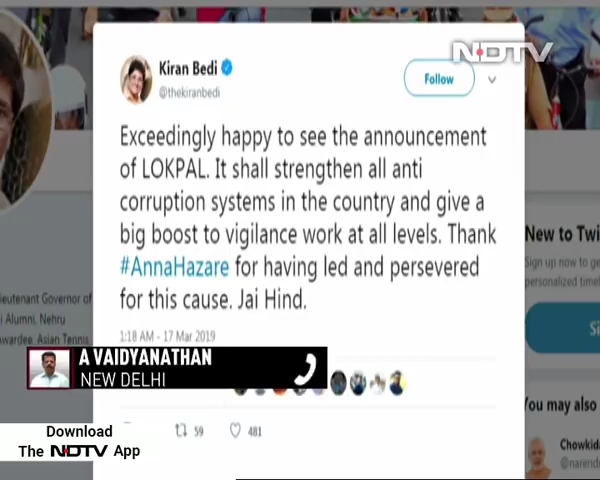 NDTV
Kiran Bedi
@thekiranbedi
Follow
Exceedingly happy to see the announcement
of LOKPAL. It shall strengthen all anti
corruption systems in the country and give a
big boost to vigilance work at all levels. Thank
#AnnaHazare for having led and persevered
for this cause. Jai Hind.
1:18 AM - 17 Mar 2019
59
481
ieutenant Governor of
i Alumni, Nehru
wardee, Asian Tennis
New to Twi
Sign up now to ge
personalized timel
Si
You may also
Chowkida
@narend
A VAIDYANATHAN
NEW DELHI
Download
The NDTV App